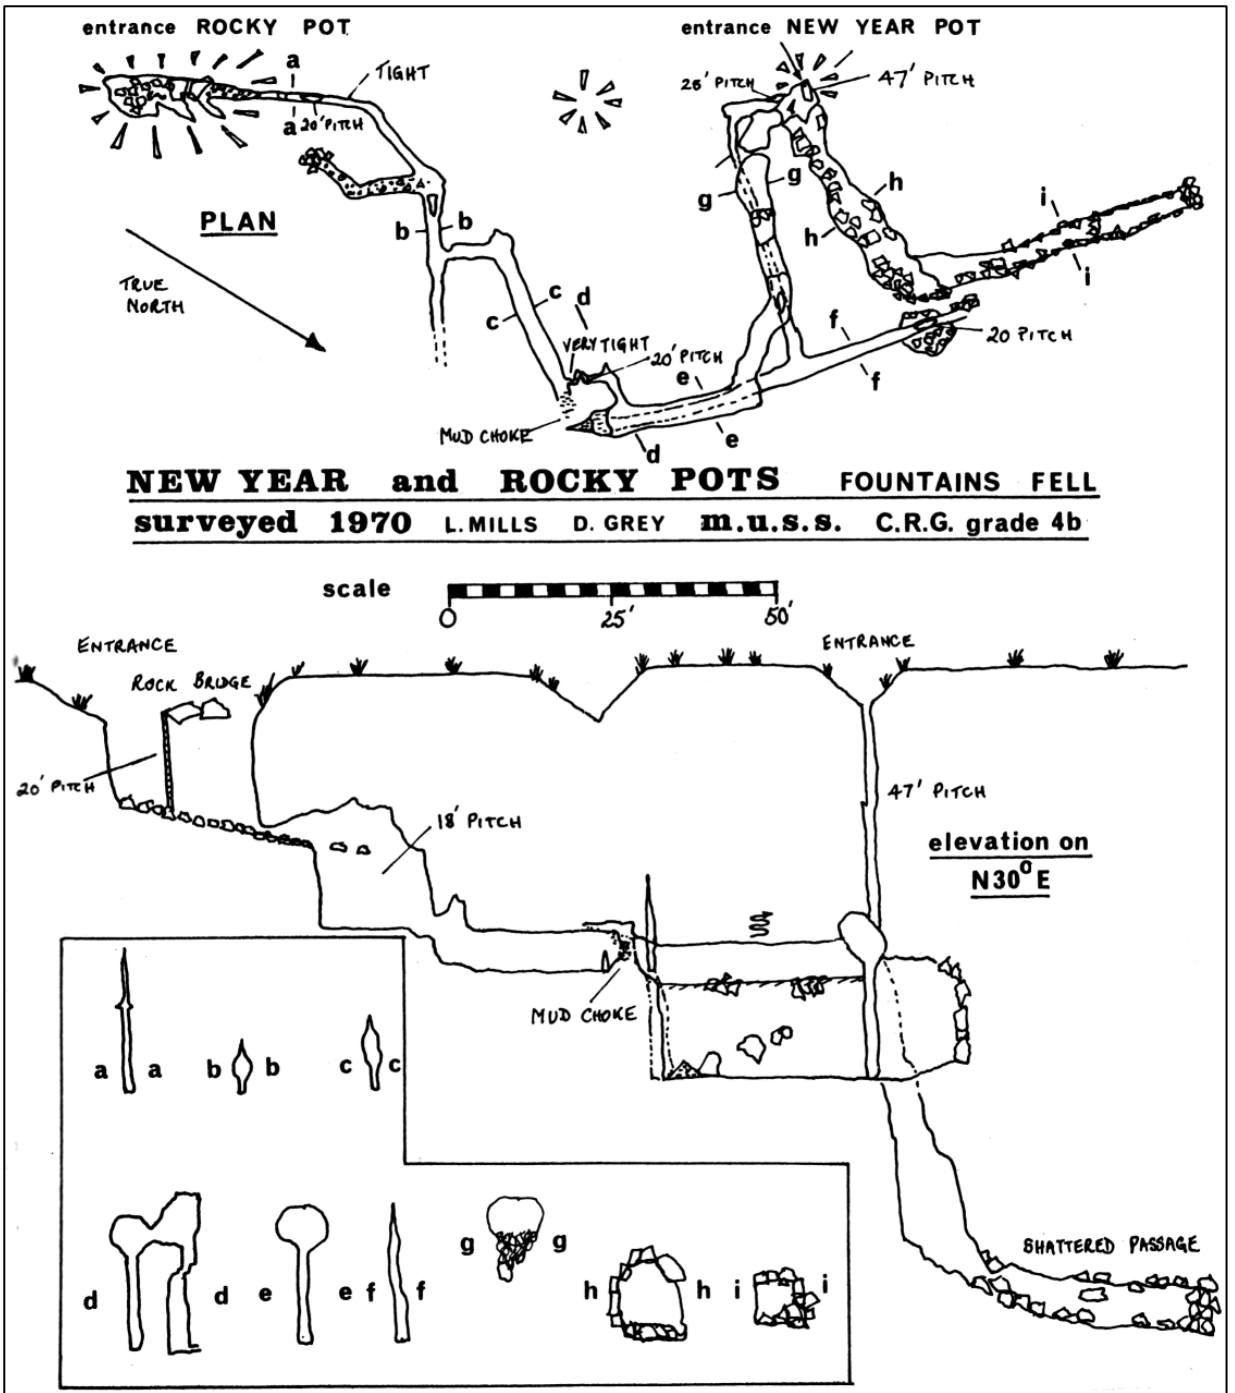 entrance ROCKY POT
entrance NEW YEAR POT
a
TIGHT
25' PITCH
47' PITCH
a 20' PITCH
g
g
h
h
i
i
PLAN
b b
TRUE
NORTH
c
c
d
VERY TIGHT
20' PITCH
e
f
20 PITCH
f
MUD CHOKE
d
e
NEW YEAR and ROCKY POTS FOUNTAINS FELL
surveyed 1970 L.MILLS D. GREY m.u.s.s. C.R.G. grade 4b
scale
0 25' 50'
ENTRANCE
ENTRANCE
ROCK BRIDGE
20' PITCH
47' PITCH
18' PITCH
elevation on
N30° E
MUD CHOKE
a a b b c c
SHATTERED PASSAGE
d d e e f f g g h h i i